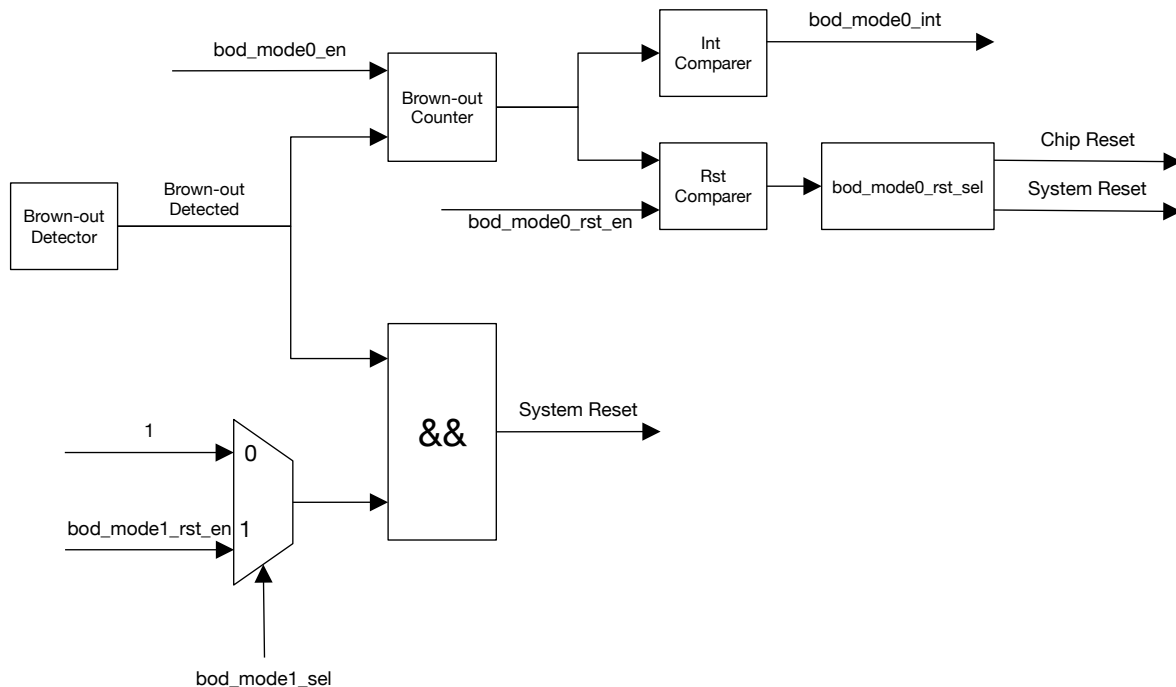 bod_mode0_en
Brown-out
Counter
Int
Comparer
bod_mode0_int
Brown-out
Detector
Brown-out
Detected
bod_mode0_rst_en
Rst
Comparer
bod_mode0_rst_sel
Chip Reset
System Reset
&&
System Reset
1
0
bod_mode1_rst_en
1
bod_mode1_sel